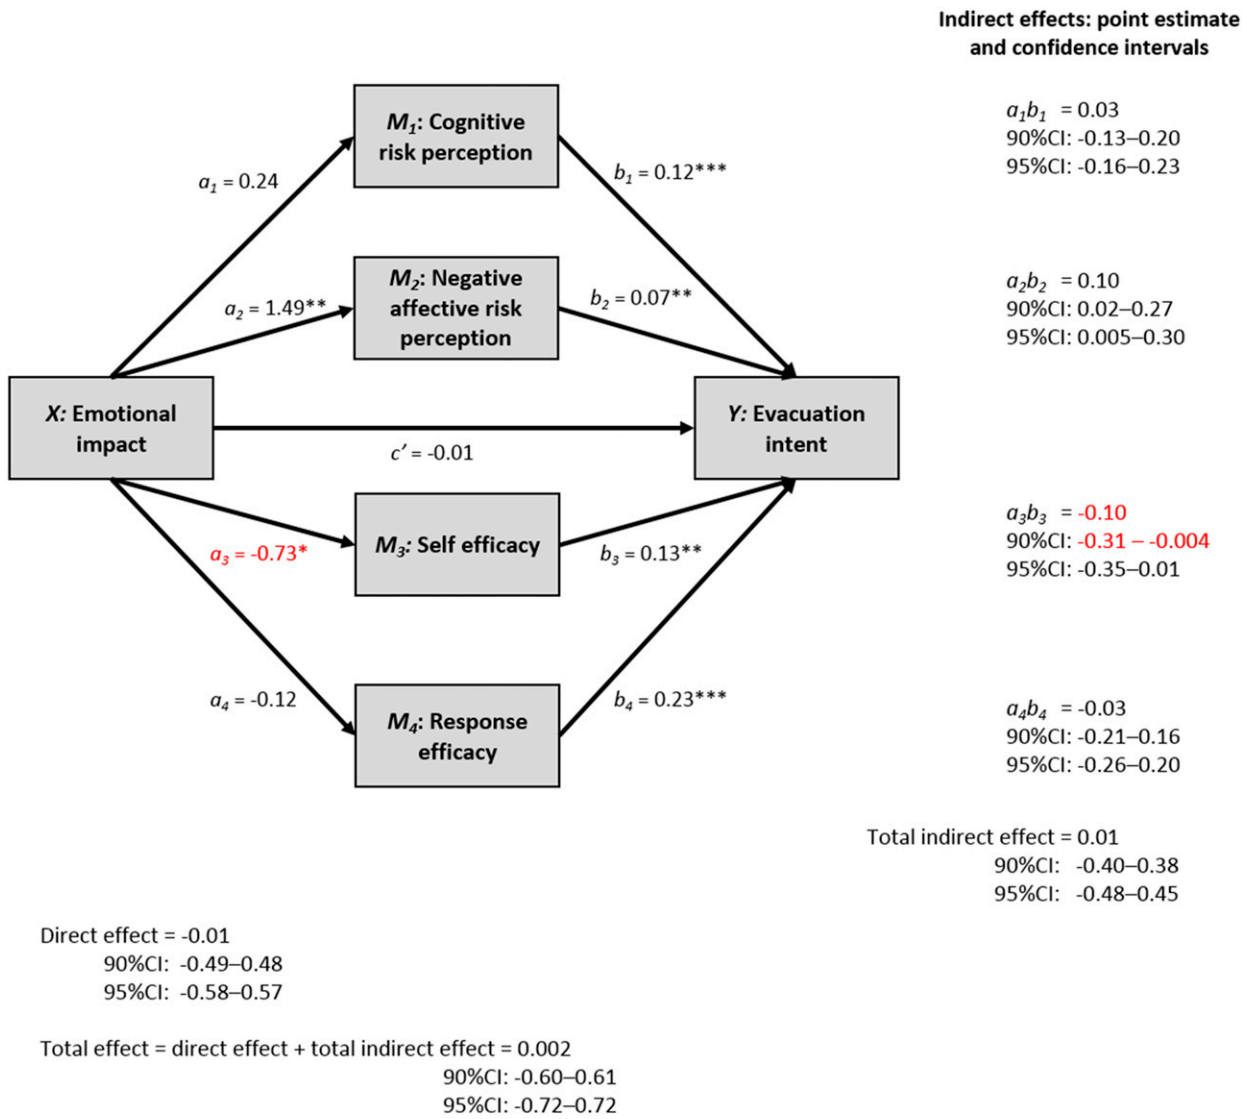 Indirect effects: point estimate
and confidence intervals
M1: Cognitive
risk perception
a1b1 = 0.03
90%CI: -0.13–0.20
95%CI: -0.16–0.23
a1 = 0.24
b1 = 0.12***
M2: Negative
affective risk
perception
a2 = 1.49**
b2 = 0.07**
a2b2 = 0.10
90%CI: 0.02–0.27
95%CI: 0.005–0.30
X: Emotional
impact
Y: Evacuation
intent
c′ = -0.01
a3 = -0.73*
M3: Self efficacy
b3 = 0.13**
a3b3 = -0.10
90%CI: -0.31 – -0.004
95%CI: -0.35–0.01
a4 = -0.12
M4: Response
efficacy
b4 = 0.23***
a4b4 = -0.03
90%CI: -0.21–0.16
95%CI: -0.26–0.20
Total indirect effect = 0.01
90%CI: -0.40–0.38
95%CI: -0.48–0.45
Direct effect = -0.01
90%CI: -0.49–0.48
95%CI: -0.58–0.57
Total effect = direct effect + total indirect effect = 0.002
90%CI: -0.60–0.61
95%CI: -0.72–0.72